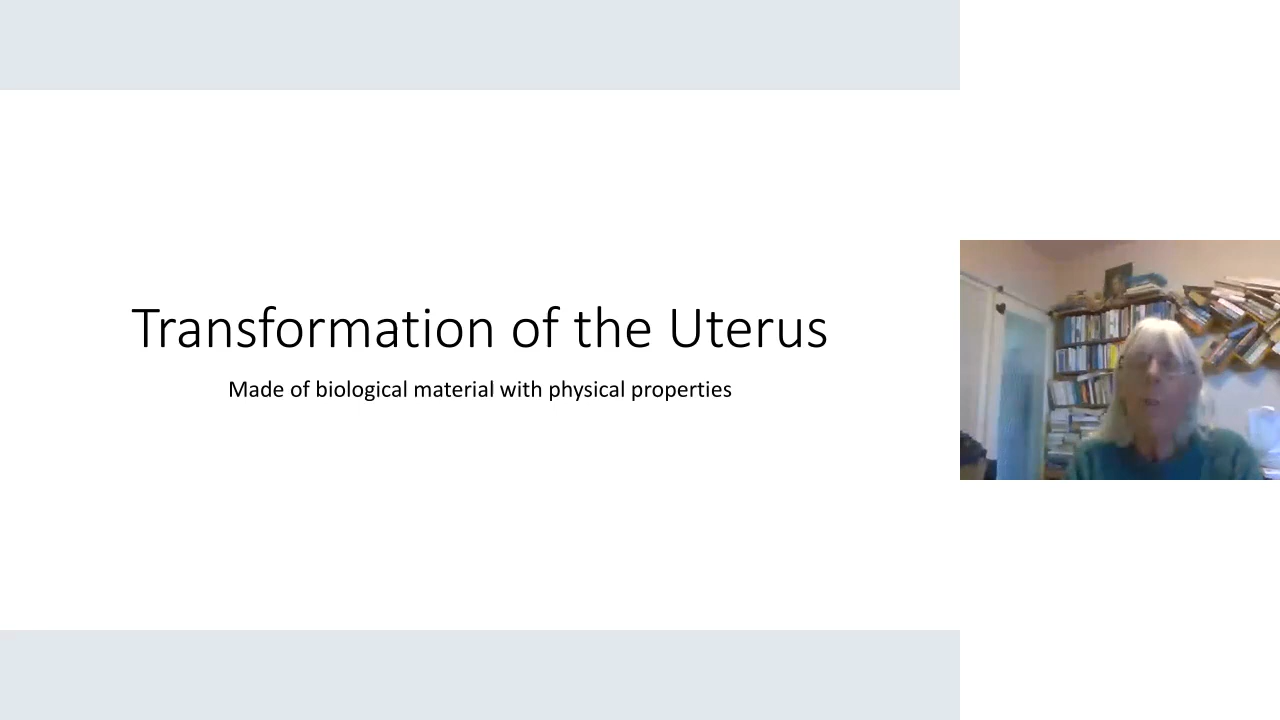 Transformation of the Uterus
Made of biological material with physical properties